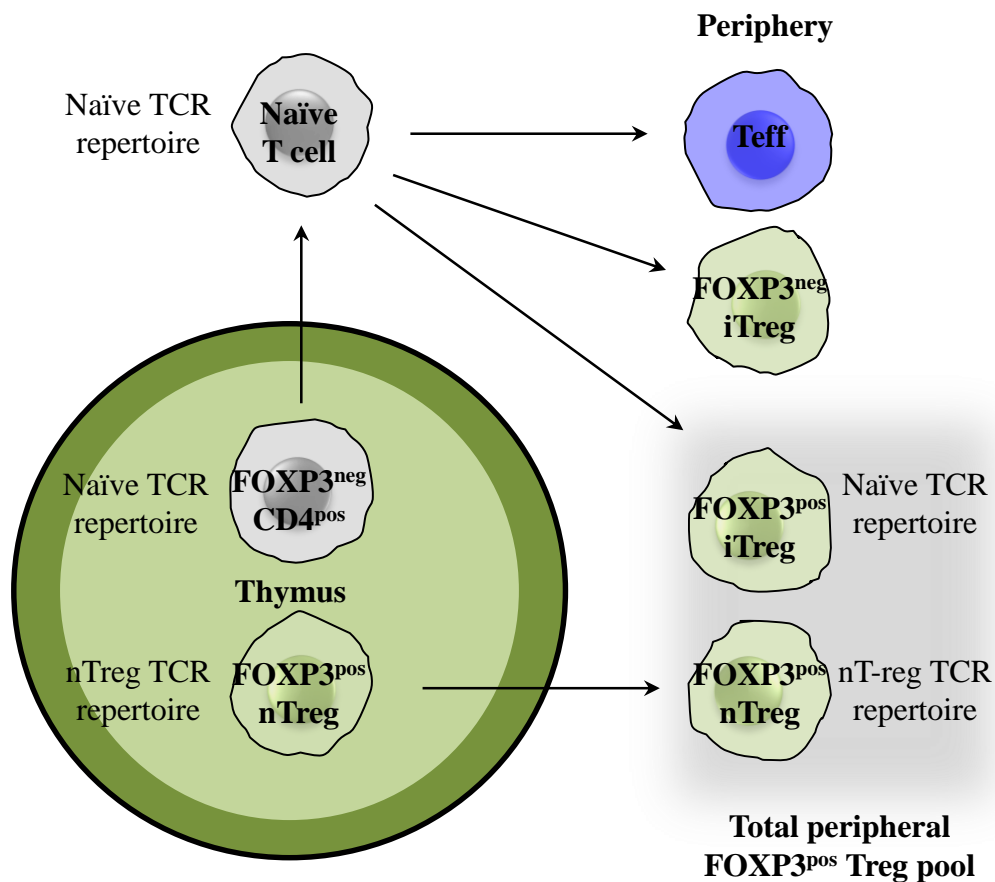 Periphery
Naïve TCR
repertoire
Naïve
T cell
Teff
FOXP3ⁿᵉᵍ
iTreg
Naïve TCR
repertoire
FOXP3ⁿᵉᵍ
CD4ᵖᵒˢ
FOXP3ᵖᵒˢ
iTreg
Naïve TCR
repertoire
Thymus
nTreg TCR
repertoire
FOXP3ᵖᵒˢ
nTreg
FOXP3ᵖᵒˢ
nTreg
nT-reg TCR
repertoire
Total peripheral
FOXP3ᵖᵒˢ Treg pool